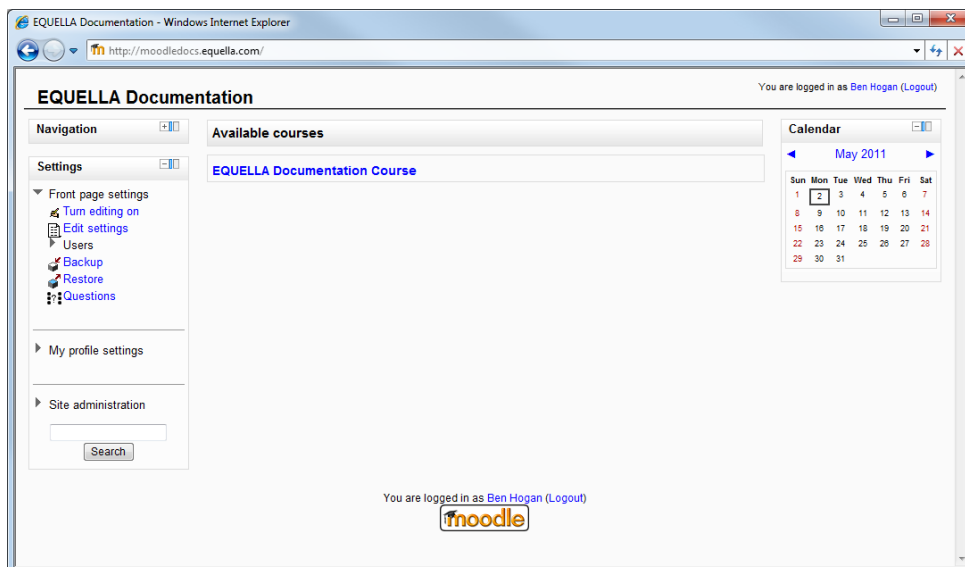 EQUELLA Documentation - Windows Internet Explorer
http://moodledocs.equella.com/
EQUELLA Documentation
You are logged in as Ben Hogan (Logout)
Navigation
Settings
Front page settings
Turn editing on
Edit settings
Users
Backup
Restore
Questions
My profile settings
Site administration
Search
Available courses
EQUELLA Documentation Course
Calendar
May 2011
Sun Mon Tue Wed Thu Fri Sat
1 2 3 4 5 6 7
8 9 10 11 12 13 14
15 16 17 18 19 20 21
22 23 24 25 26 27 28
29 30 31
You are logged in as Ben Hogan (Logout)
moodle